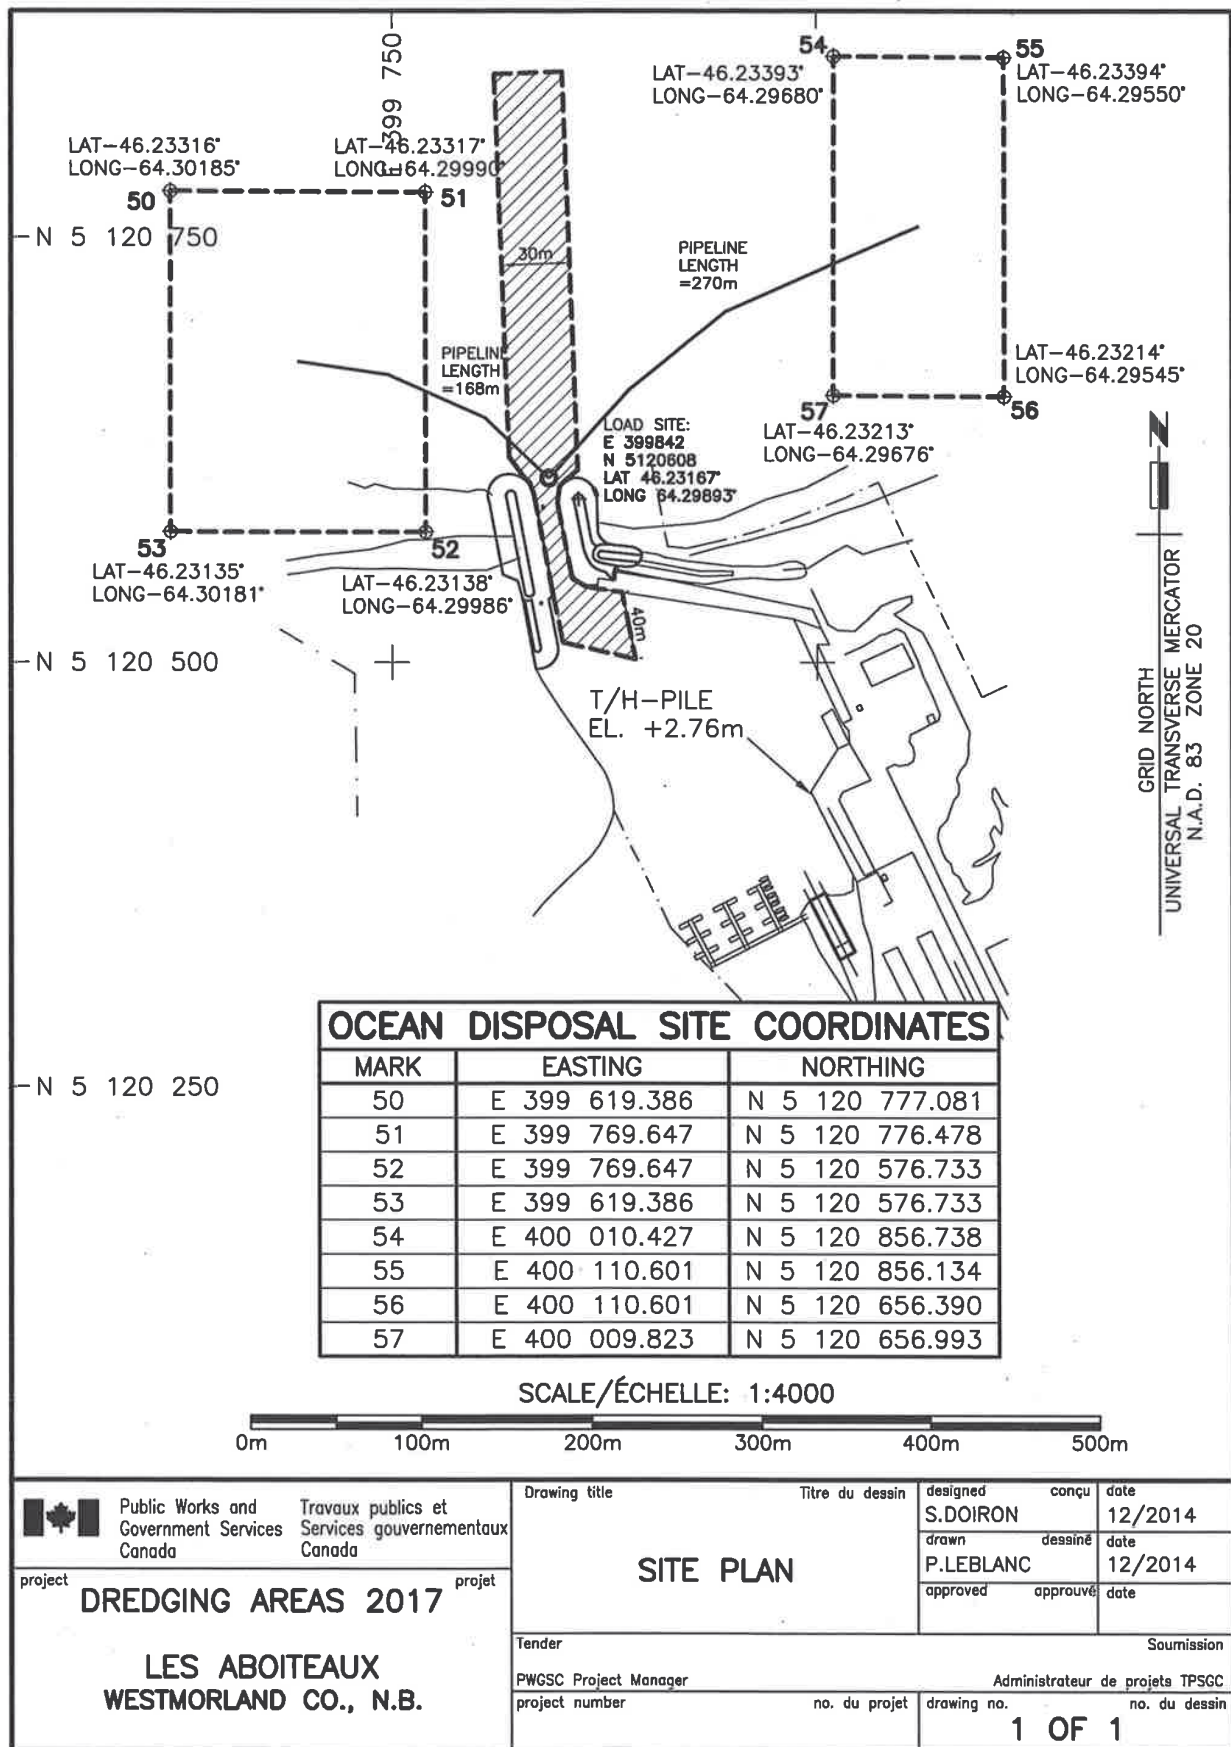 E 399 750
54
55
LAT-46.23393°
LONG-64.29680°
LAT-46.23394°
LONG-64.29550°
LAT-46.23316°
LONG-64.30185°
LAT-46.23317°
LONG-64.29990°
50
51
N 5 120 750
30m
PIPELINE
LENGTH
=270m
PIPELINE
LENGTH
=168m
LAT-46.23214°
LONG-64.29545°
57
56
LOAD SITE:
E 399842
N 5120608
LAT 46.23167°
LONG 64.29893°
LAT-46.23213°
LONG-64.29676°
N
53
52
LAT-46.23135°
LONG-64.30181°
LAT-46.23138°
LONG-64.29986°
40m
N 5 120 500
T/H-PILE
EL. +2.76m
GRID NORTH
UNIVERSAL TRANSVERSE MERCATOR
N.A.D. 83 ZONE 20
N 5 120 250
OCEAN DISPOSAL SITE COORDINATES
MARK EASTING NORTHING
50 E 399 619.386 N 5 120 777.081
51 E 399 769.647 N 5 120 776.478
52 E 399 769.647 N 5 120 576.733
53 E 399 619.386 N 5 120 576.733
54 E 400 010.427 N 5 120 856.738
55 E 400 110.601 N 5 120 856.134
56 E 400 110.601 N 5 120 656.390
57 E 400 009.823 N 5 120 656.993
SCALE/ÉCHELLE: 1:4000
0m 100m 200m 300m 400m 500m
Public Works and
Government Services
Canada
Travaux publics et
Services gouvernementaux
Canada
project projet
DREDGING AREAS 2017
LES ABOITEAUX
WESTMORLAND CO., N.B.
Drawing title Titre du dessin
SITE PLAN
designed conçu date
S.DOIRON 12/2014
drawn dessiné date
P.LEBLANC 12/2014
approved approuvé date
Tender Soumission
PWGSC Project Manager Administrateur de projets TPSGC
project number no. du projet
drawing no. no. du dessin
1 OF 1